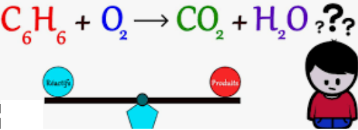 C₆H₆ + O₂ ⟶ CO₂ + H₂O ???
Réactifs Produits